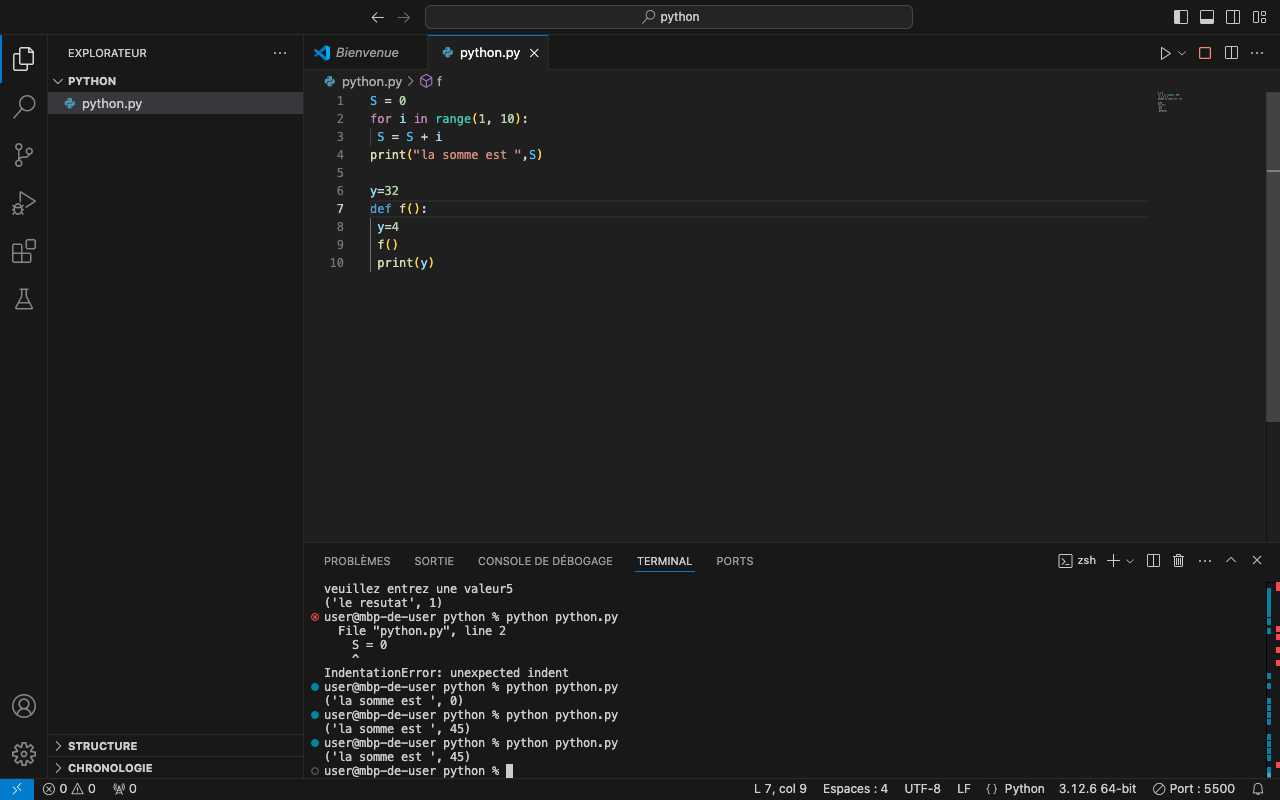 python
EXPLORATEUR
Bienvenue
python.py
PYTHON
python.py
python.py
f
1 S = 0
2 for i in range(1, 10):
3 S = S + i
4 print("la somme est ",S)
5
6 y=32
7 def f():
8 y=4
9 f()
10 print(y)
PROBLÈMES SORTIE CONSOLE DE DÉBOGAGE TERMINAL PORTS
zsh
veuillez entrez une valeur5
('le resutat', 1)
user@mbp-de-user python % python python.py
File "python.py", line 2
S = 0
^
IndentationError: unexpected indent
user@mbp-de-user python % python python.py
('la somme est ', 0)
user@mbp-de-user python % python python.py
('la somme est ', 45)
user@mbp-de-user python % python python.py
('la somme est ', 45)
user@mbp-de-user python %
STRUCTURE
CHRONOLOGIE
0 0 0 L 7, col 9 Espaces : 4 UTF-8 LF {} Python 3.12.6 64-bit Port : 5500